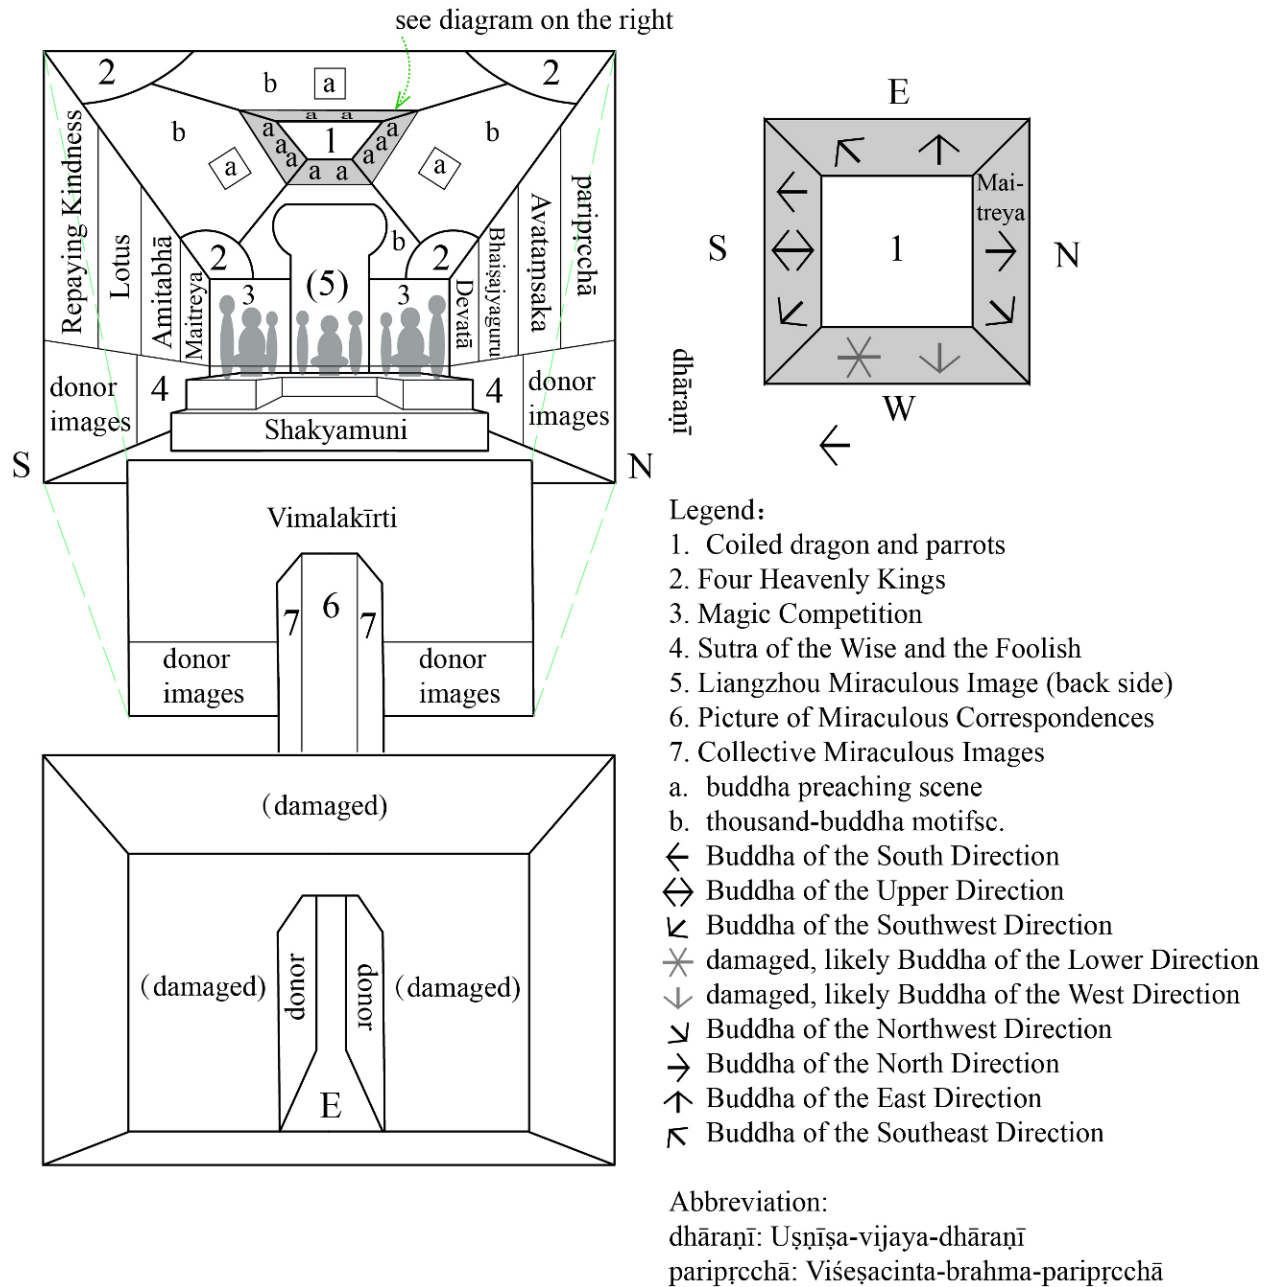 see diagram on the right
2
b
a
2
b
b
a
a
a a
a a
a a
a a
a a
1
Repaying Kindness
Lotus
Amitabhā
Maitreya
2
b
2
3
(5)
3
Devatā
Bhaiṣajyaguru
Avataṃsaka
paripṛcchā
donor
images
4
4
donor
images
Shakyamuni
S
N
Vimalakīrti
7
6
7
donor
images
donor
images
(damaged)
(damaged)
donor
donor
(damaged)
E
E
S
Mai-
treya
1
N
W
dhāraṇī
Legend:
1. Coiled dragon and parrots
2. Four Heavenly Kings
3. Magic Competition
4. Sutra of the Wise and the Foolish
5. Liangzhou Miraculous Image (back side)
6. Picture of Miraculous Correspondences
7. Collective Miraculous Images
a. buddha preaching scene
b. thousand-buddha motifsc.
Buddha of the South Direction
Buddha of the Upper Direction
Buddha of the Southwest Direction
damaged, likely Buddha of the Lower Direction
damaged, likely Buddha of the West Direction
Buddha of the Northwest Direction
Buddha of the North Direction
Buddha of the East Direction
Buddha of the Southeast Direction
Abbreviation:
dhāraṇī: Uṣṇīṣa-vijaya-dhāraṇī
paripṛcchā: Viśeṣacinta-brahma-paripṛcchā